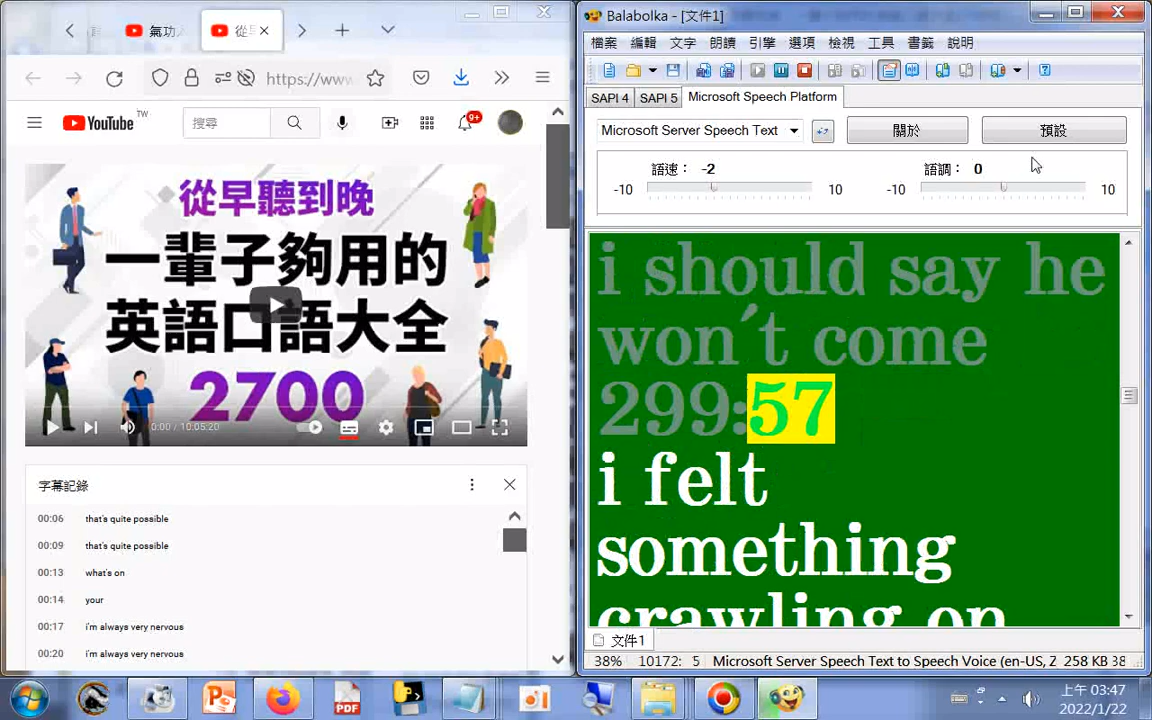 氣功
從
https://www
YouTube TW
搜尋
9+
從早聽到晚
一輩子夠用的
英語口語大全
2700
0:00 / 10:05:20
字幕記錄
00:06 that's quite possible
00:09 that's quite possible
00:13 what's on
00:14 your
00:17 i'm always very nervous
00:20 i'm always very nervous
Balabolka - [文件1]
檔案 編輯 文字 朗讀 引擎 選項 檢視 工具 書籤 說明
SAPI 4 SAPI 5 Microsoft Speech Platform
Microsoft Server Speech Text 關於 預設
語速： -2 語調： 0
-10 10 -10 10
i should say he
won´t come
299:57
i felt
something
crawling on
文件1
38% 10172: 5 Microsoft Server Speech Text to Speech Voice (en-US, Z 258 KB 38
PDF
上午 03:47
2022/1/22